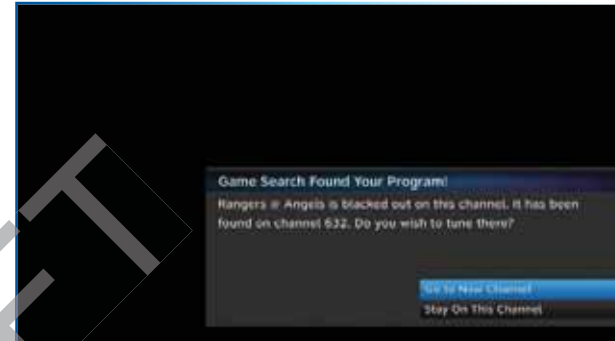 Game Search Found Your Program!
Rangers @ Angels is blacked out on this channel. It has been
found on channel 632. Do you wish to tune there?
Go to New Channel
Stay On This Channel